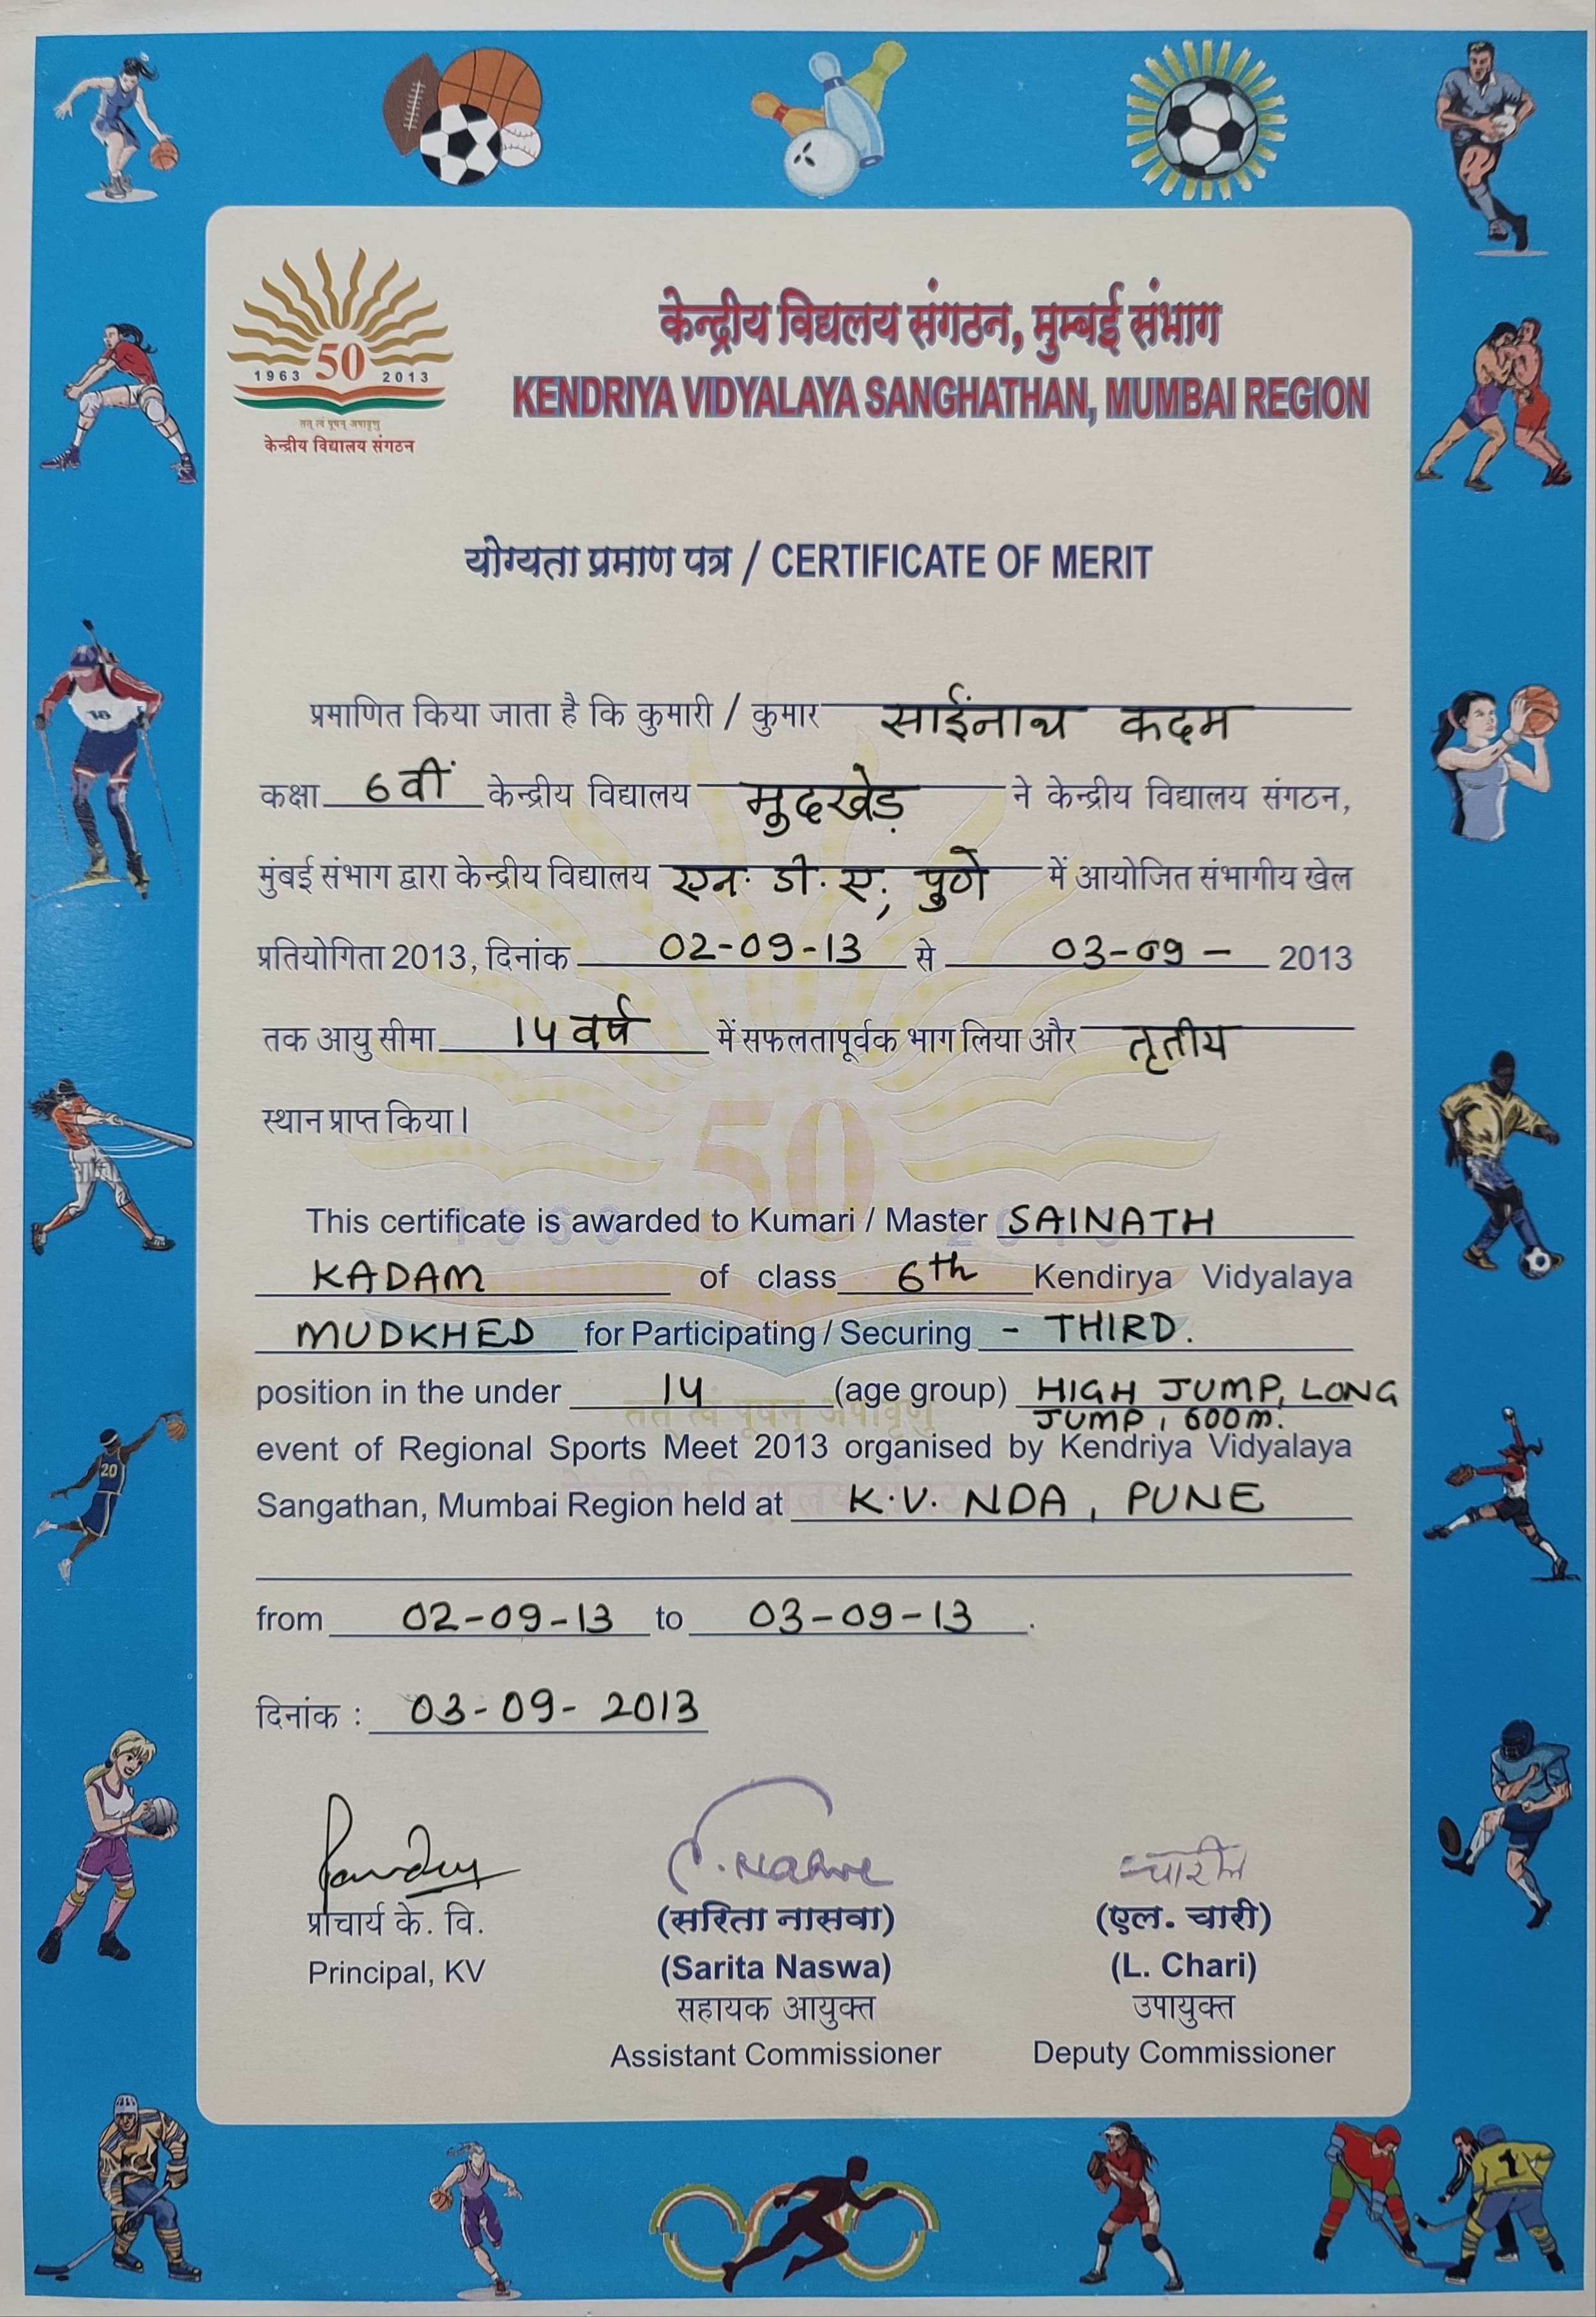 केन्द्रीय विद्यलय संगठन, मुम्बई संभाग
KENDRIYA VIDYALAYA SANGHATHAN, MUMBAI REGION
1963 50 2013
तत् त्वं पूषन् अपावृणु
केन्द्रीय विद्यालय संगठन
योग्यता प्रमाण पत्र / CERTIFICATE OF MERIT
प्रमाणित किया जाता है कि कुमारी / कुमार साईंनाथ कदम
कक्षा 6वीं केन्द्रीय विद्यालय मुदखेड़ ने केन्द्रीय विद्यालय संगठन,
मुंबई संभाग द्वारा केन्द्रीय विद्यालय एन. डी. ए; पुणे में आयोजित संभागीय खेल
प्रतियोगिता 2013, दिनांक 02-09-13 से 03-09- 2013
तक आयु सीमा 14 वर्ष में सफलतापूर्वक भाग लिया और तृतीय
स्थान प्राप्त किया।
This certificate is awarded to Kumari / Master SAINATH
KADAM of class 6th Kendirya Vidyalaya
MUDKHED for Participating / Securing - THIRD.
position in the under 14 (age group) HIGH JUMP, LONG
JUMP, 600m.
event of Regional Sports Meet 2013 organised by Kendriya Vidyalaya
Sangathan, Mumbai Region held at K.V. NDA, PUNE
from 02-09-13 to 03-09-13.
दिनांक : 03-09-2013
प्राचार्य के. वि.
Principal, KV
(सरिता नासवा)
(Sarita Naswa)
सहायक आयुक्त
Assistant Commissioner
चारी
(एल. चारी)
(L. Chari)
उपायुक्त
Deputy Commissioner